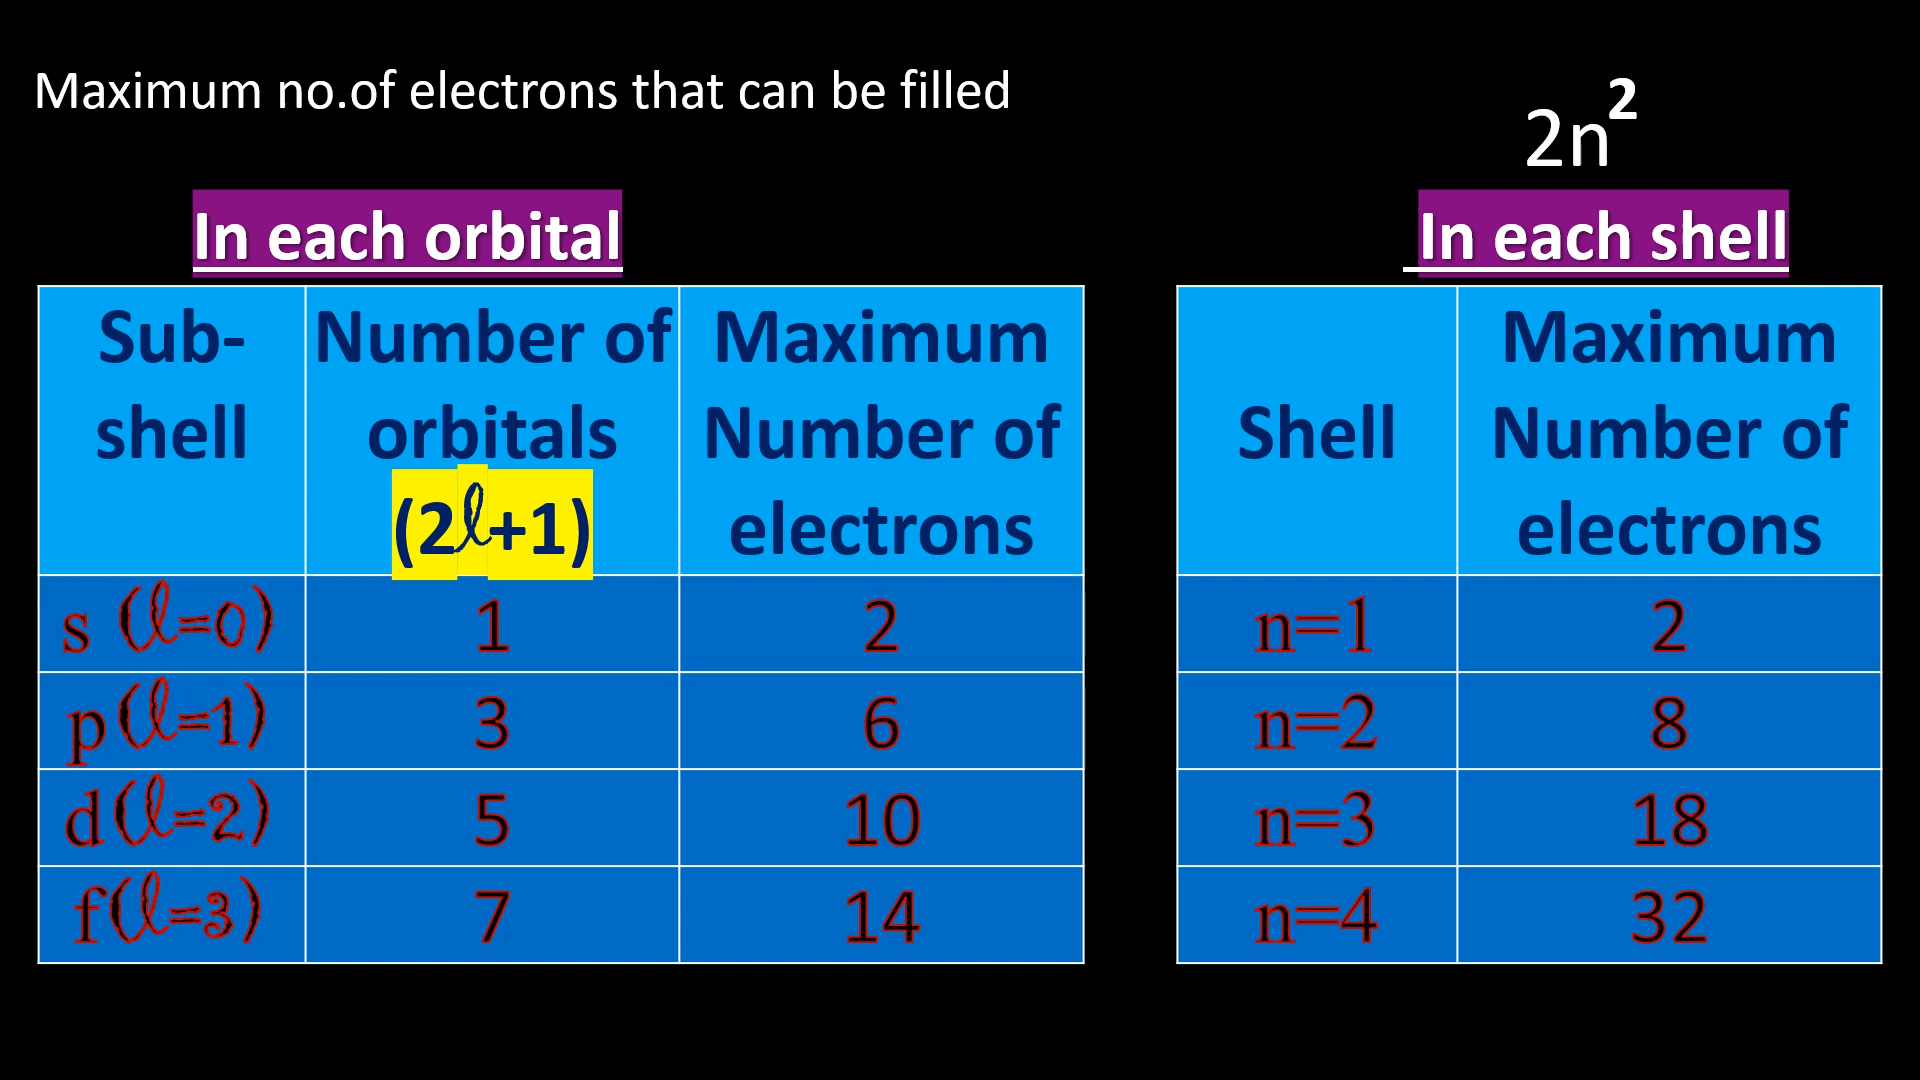 Maximum no.of electrons that can be filled
2n²
In each orbital
Sub-shell Number of orbitals (2ℓ+1) Maximum Number of electrons
s (ℓ=0) 1 2
p(ℓ=1) 3 6
d(ℓ=2) 5 10
f(ℓ=3) 7 14
In each shell
Shell Maximum Number of electrons
n=1 2
n=2 8
n=3 18
n=4 32